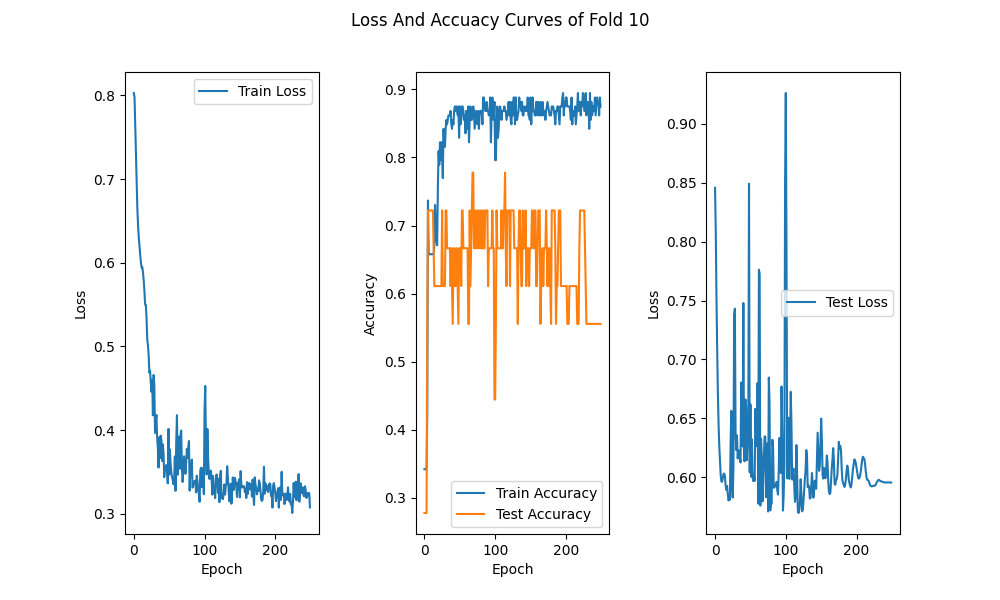 Loss And Accuacy Curves of Fold 10
Loss
0.8
0.7
0.6
0.5
0.4
0.3
Train Loss
0 100 200
Epoch
Accuracy
0.9
0.8
0.7
0.6
0.5
0.4
0.3
Train Accuracy
Test Accuracy
0 100 200
Epoch
Loss
0.90
0.85
0.80
0.75
0.70
0.65
0.60
Test Loss
0 100 200
Epoch